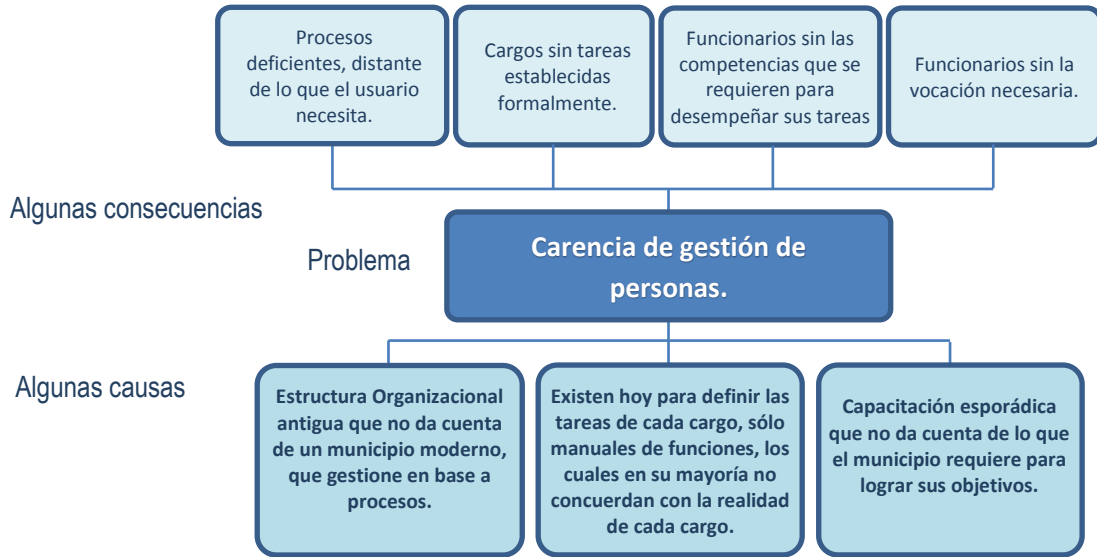 Procesos
deficientes, distante
de lo que el usuario
necesita.
Cargos sin tareas
establecidas
formalmente.
Funcionarios sin las
competencias que se
requieren para
desempeñar sus tareas
Funcionarios sin la
vocación necesaria.
Algunas consecuencias
Problema
Carencia de gestión de
personas.
Algunas causas
Estructura Organizacional
antigua que no da cuenta
de un municipio moderno,
que gestione en base a
procesos.
Existen hoy para definir las
tareas de cada cargo, sólo
manuales de funciones, los
cuales en su mayoría no
concuerdan con la realidad
de cada cargo.
Capacitación esporádica
que no da cuenta de lo que
el municipio requiere para
lograr sus objetivos.